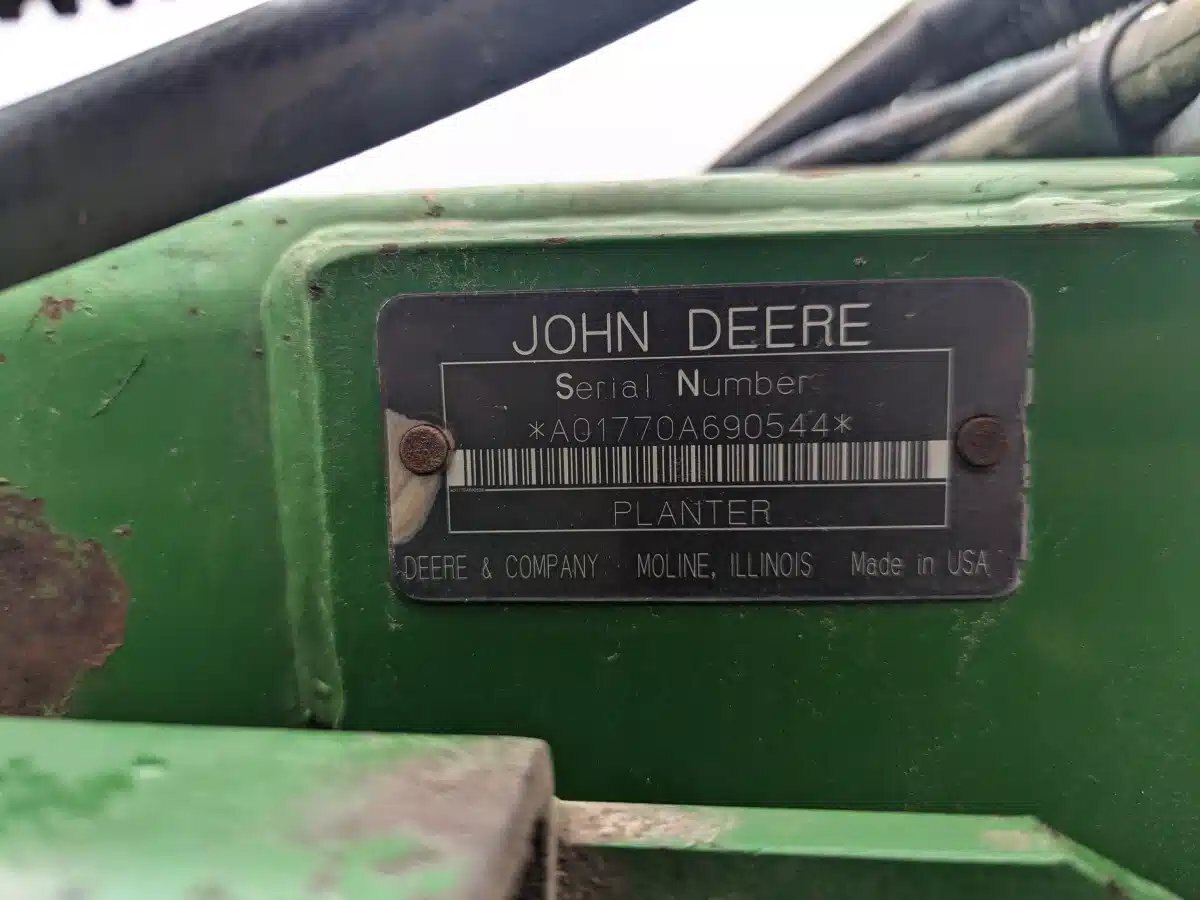 JOHN DEERE
Serial Number
*A01770A690544*
PLANTER
DEERE & COMPANY MOLINE, ILLINOIS Made in USA